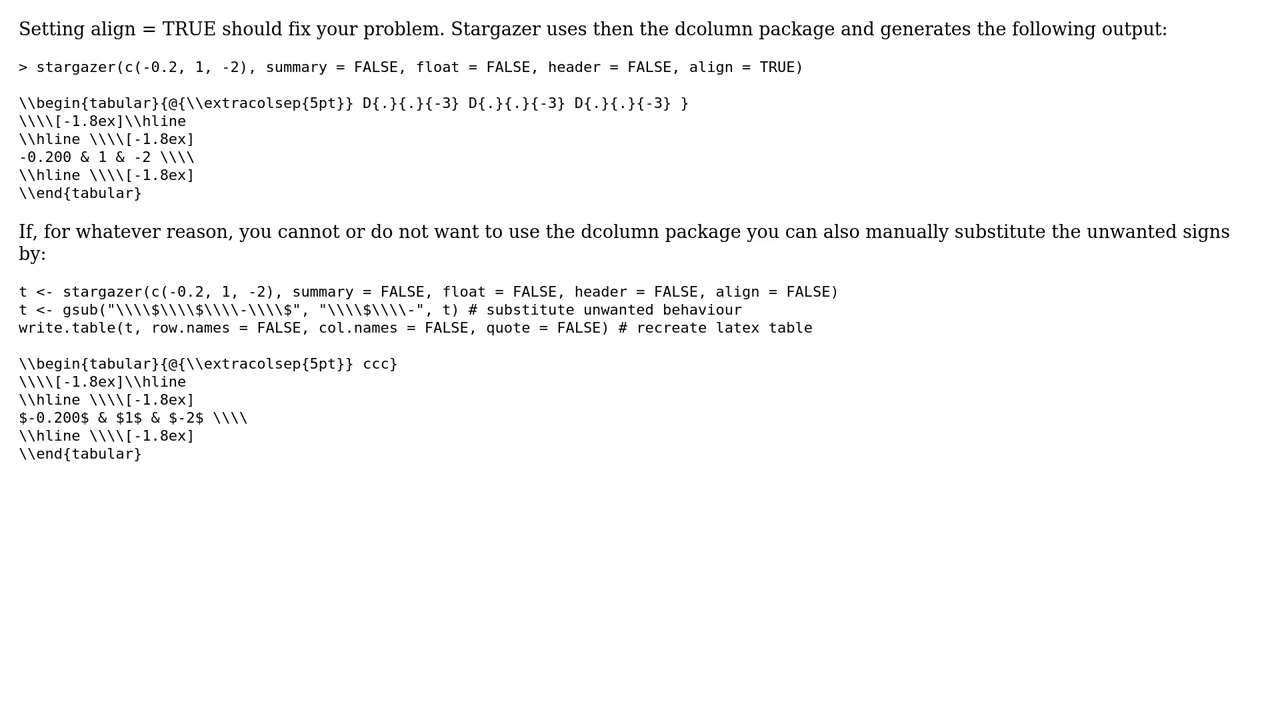 Setting align = TRUE should fix your problem. Stargazer uses then the dcolumn package and generates the following output:
> stargazer(c(-0.2, 1, -2), summary = FALSE, float = FALSE, header = FALSE, align = TRUE)
\\begin{tabular}{@{\\extracolsep{5pt}} D{.}{.}{-3} D{.}{.}{-3} D{.}{.}{-3} }
\\\\[-1.8ex]\\hline
\\hline \\\\[-1.8ex]
-0.200 & 1 & -2 \\\\
\\hline \\\\[-1.8ex]
\\end{tabular}
If, for whatever reason, you cannot or do not want to use the dcolumn package you can also manually substitute the unwanted signs
by:
t <- stargazer(c(-0.2, 1, -2), summary = FALSE, float = FALSE, header = FALSE, align = FALSE)
t <- gsub("\\\\$\\\\$\\\\-\\\\$", "\\\\$\\\\-", t) # substitute unwanted behaviour
write.table(t, row.names = FALSE, col.names = FALSE, quote = FALSE) # recreate latex table
\\begin{tabular}{@{\\extracolsep{5pt}} ccc}
\\\\[-1.8ex]\\hline
\\hline \\\\[-1.8ex]
$-0.200$ & $1$ & $-2$ \\\\
\\hline \\\\[-1.8ex]
\\end{tabular}